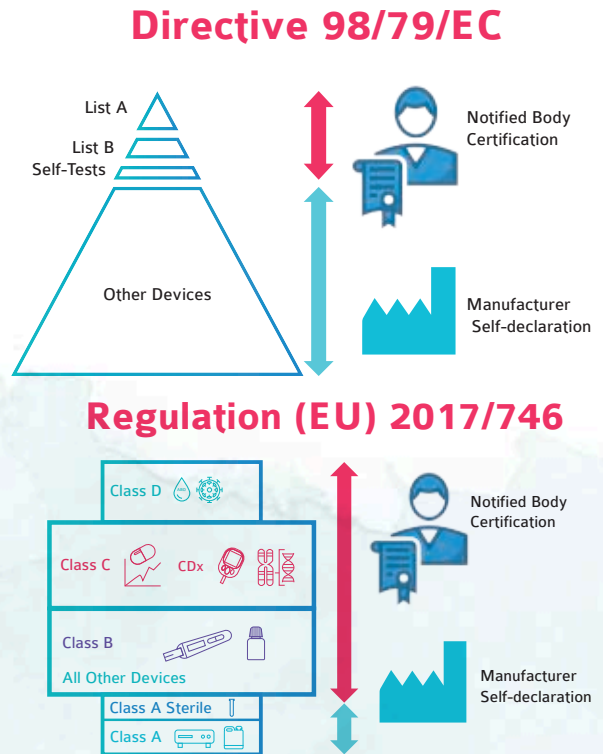 Directive 98/79/EC
List A
List B
Self-Tests
Other Devices
Notified Body
Certification
Manufacturer
Self-declaration
Regulation (EU) 2017/746
Class D
Class C
CDx
Class B
All Other Devices
Class A Sterile
Class A
Notified Body
Certification
Manufacturer
Self-declaration